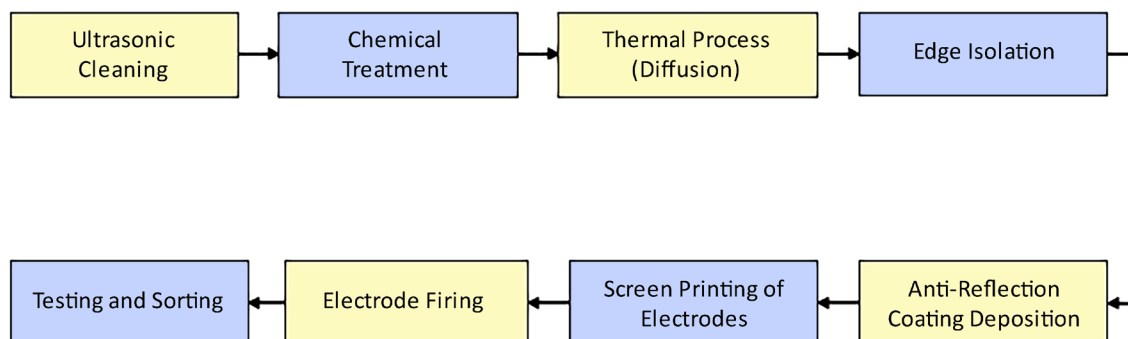 Ultrasonic
Cleaning
Chemical
Treatment
Thermal Process
(Diffusion)
Edge Isolation
Testing and Sorting
Electrode Firing
Screen Printing of
Electrodes
Anti-Reflection
Coating Deposition